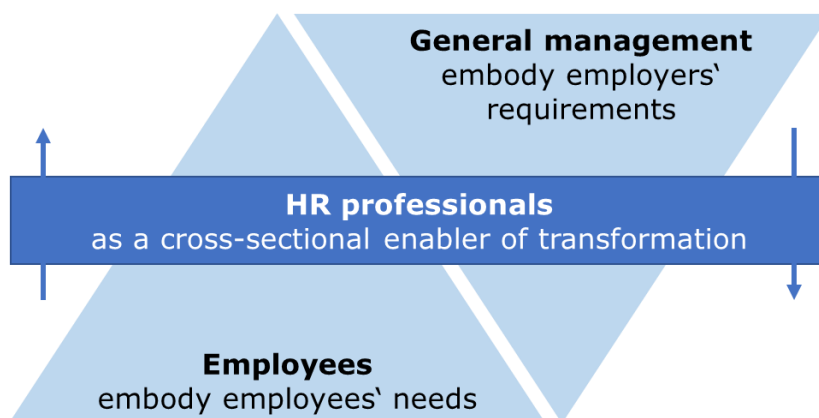 General management
embody employers‘
requirements
HR professionals
as a cross-sectional enabler of transformation
Employees
embody employees‘ needs